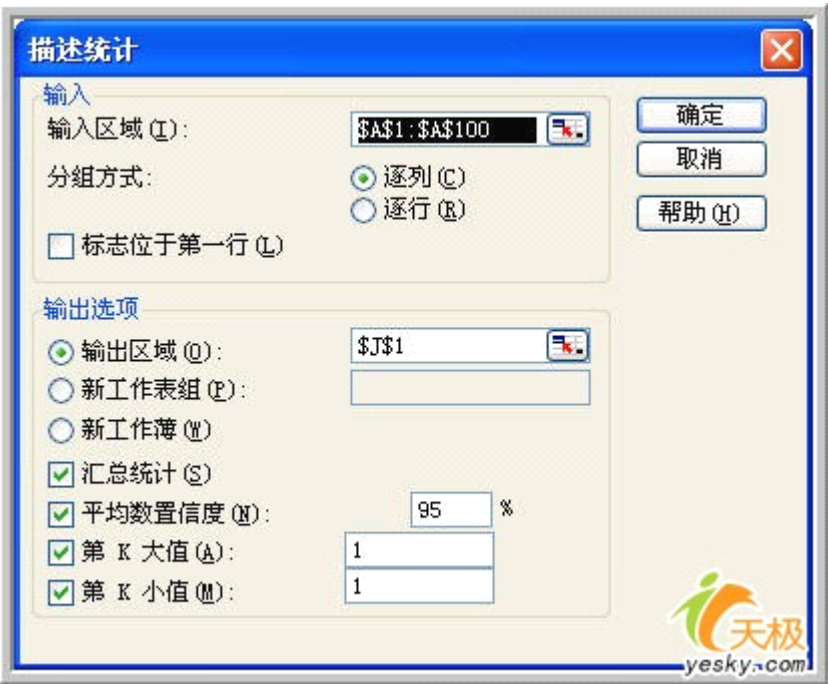 描述统计
输入
输入区域(I): $A$1:$A$100
分组方式: 逐列(C)
逐行(R)
标志位于第一行(L)
确定
取消
帮助(H)
输出选项
输出区域(O): $J$1
新工作表组(P):
新工作薄(W)
汇总统计(S)
平均数置信度(N): 95 %
第 K 大值(A): 1
第 K 小值(M): 1
天极
yesky.com